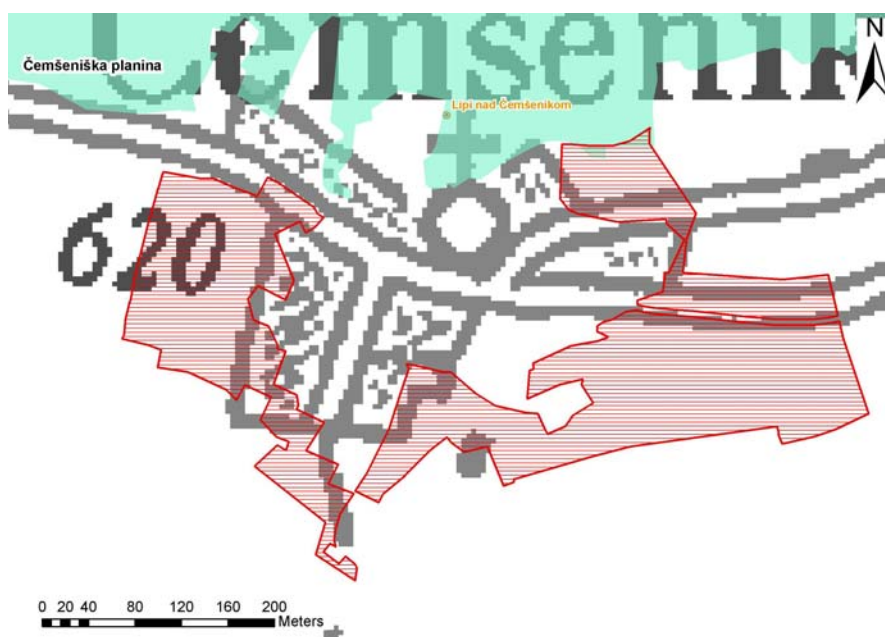 Čemšenik
N
Čemšeniška planina
Lipi nad Čemšenikom
620
0 20 40 80 120 160 200
Meters